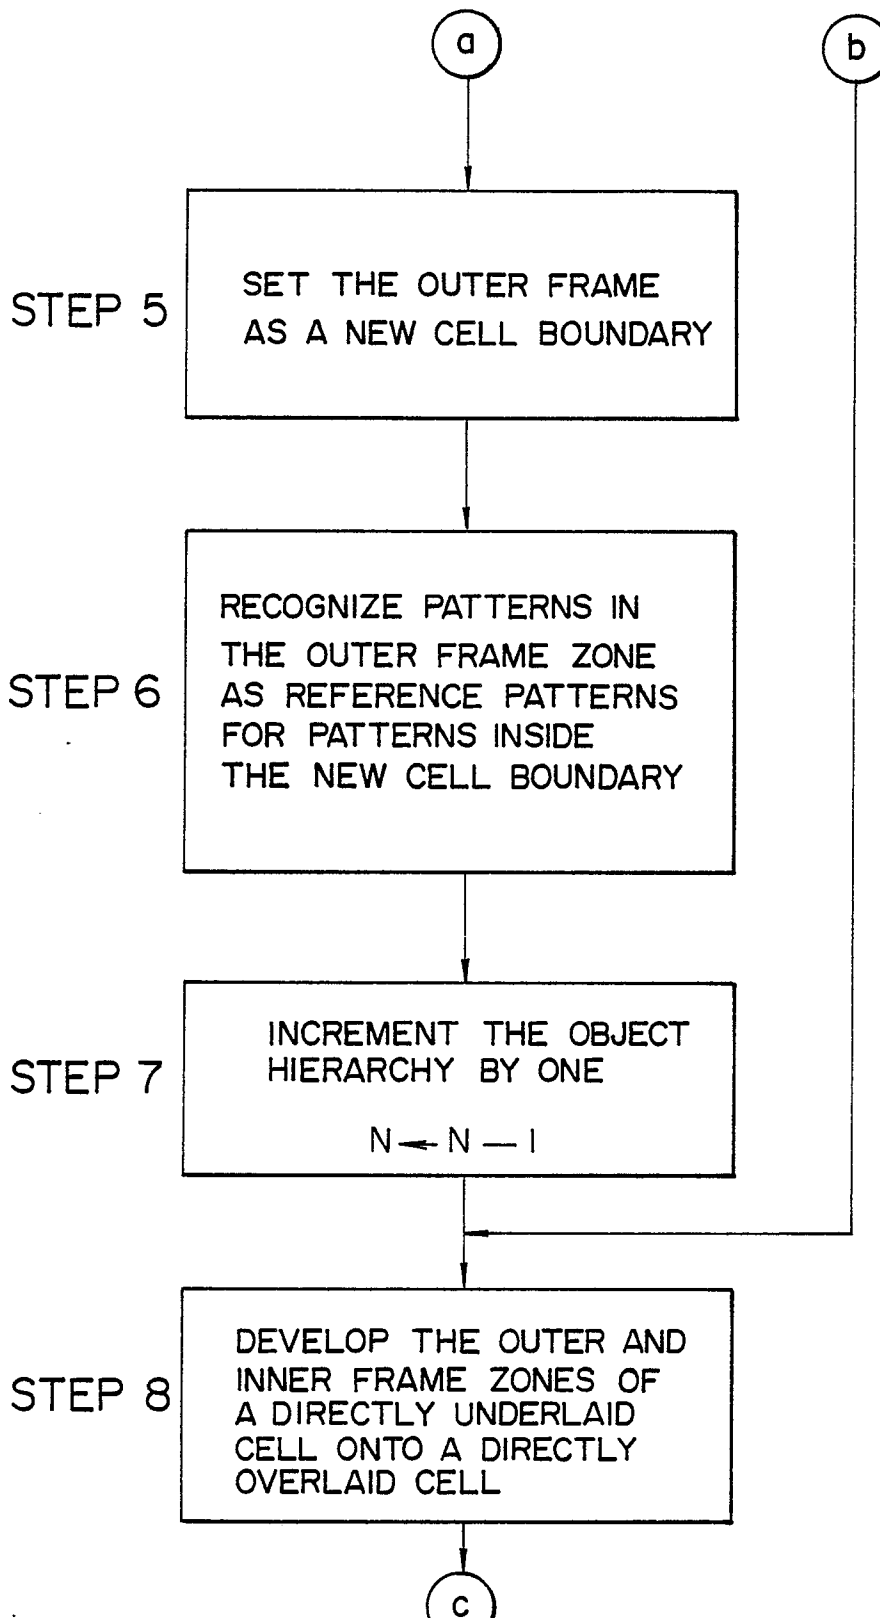 a
b
STEP 5
SET THE OUTER FRAME
AS A NEW CELL BOUNDARY
STEP 6
RECOGNIZE PATTERNS IN
THE OUTER FRAME ZONE
AS REFERENCE PATTERNS
FOR PATTERNS INSIDE
THE NEW CELL BOUNDARY
STEP 7
INCREMENT THE OBJECT
HIERARCHY BY ONE
N ← N — 1
STEP 8
DEVELOP THE OUTER AND
INNER FRAME ZONES OF
A DIRECTLY UNDERLAID
CELL ONTO A DIRECTLY
OVERLAID CELL
c